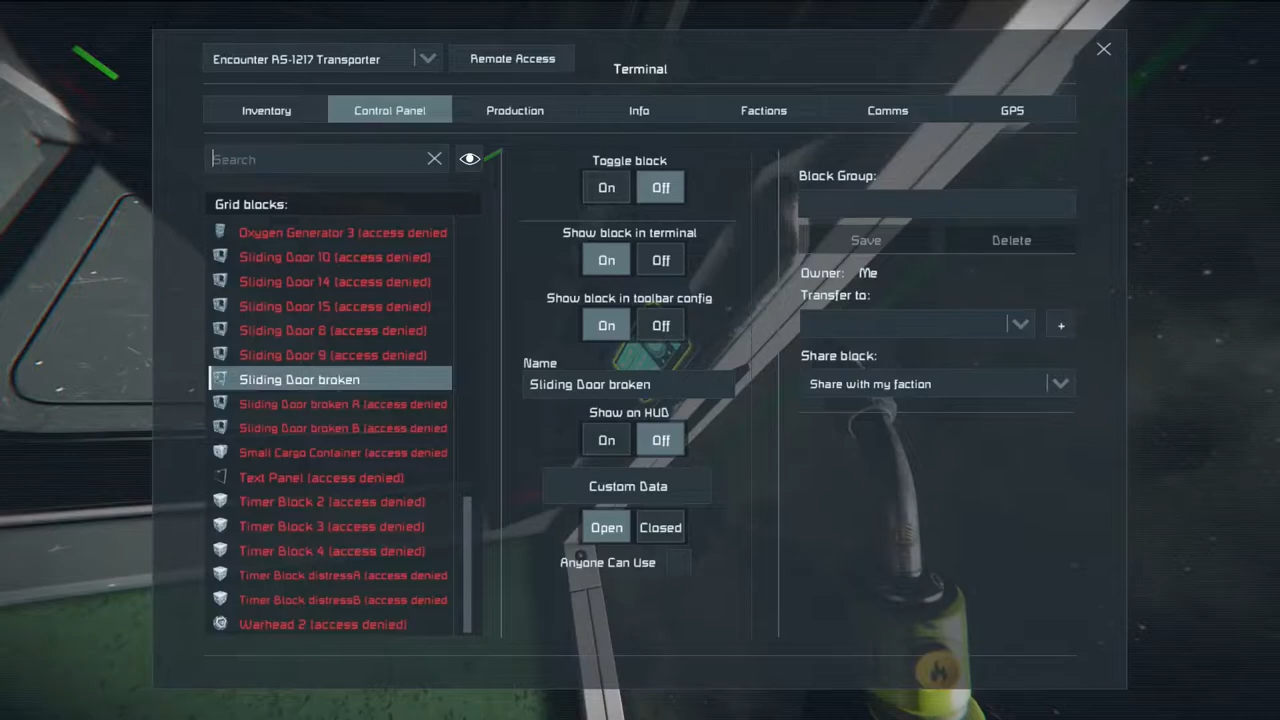 Encounter RS-1217 Transporter
Remote Access
Terminal
Inventory
Control Panel
Production
Info
Factions
Comms
GPS
Search
Grid blocks:
Oxygen Generator 3 (access denied
Sliding Door 10 (access denied)
Sliding Door 14 (access denied)
Sliding Door 15 (access denied)
Sliding Door 8 (access denied)
Sliding Door 9 (access denied)
Sliding Door broken
Sliding Door broken A (access denied
Sliding Door broken B (access denied
Small Cargo Container (access denied
Text Panel (access denied)
Timer Block 2 (access denied)
Timer Block 3 (access denied)
Timer Block 4 (access denied)
Timer Block distressA (access denied
Timer Block distressB (access denied
Warhead 2 (access denied)
Toggle block
On Off
Show block in terminal
On Off
Show block in toolbar config
On Off
Name
Sliding Door broken
Show on HUD
On Off
Custom Data
Open Closed
Anyone Can Use
Block Group:
Save Delete
Owner: Me
Transfer to:
+
Share block:
Share with my faction